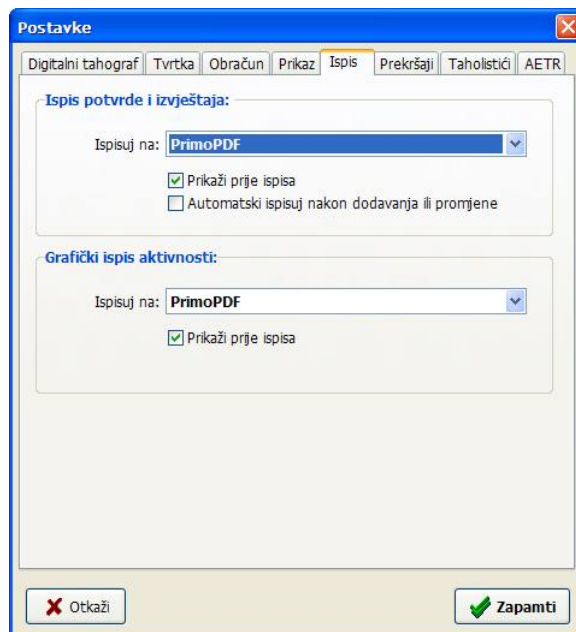 Postavke
Digitalni tahograf Tvrtka Obračun Prikaz Ispis Prekršaji Taholistići AETR
Ispis potvrde i izvještaja:
Ispisuj na: PrimoPDF
Prikaži prije ispisa
Automatski ispisuj nakon dodavanja ili promjene
Grafički ispis aktivnosti:
Ispisuj na: PrimoPDF
Prikaži prije ispisa
Otkaži Zapamti